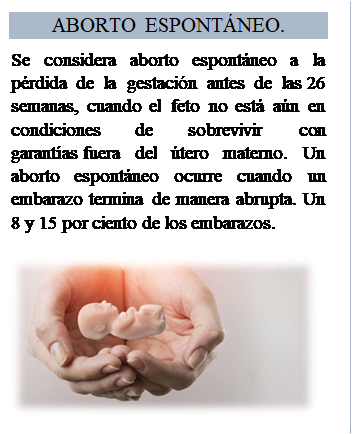 ABORTO ESPONTÁNEO.
Se considera aborto espontáneo a la
pérdida de la gestación antes de las 26
semanas, cuando el feto no está aún en
condiciones de sobrevivir con
garantías fuera del útero materno. Un
aborto espontáneo ocurre cuando un
embarazo termina de manera abrupta. Un
8 y 15 por ciento de los embarazos.